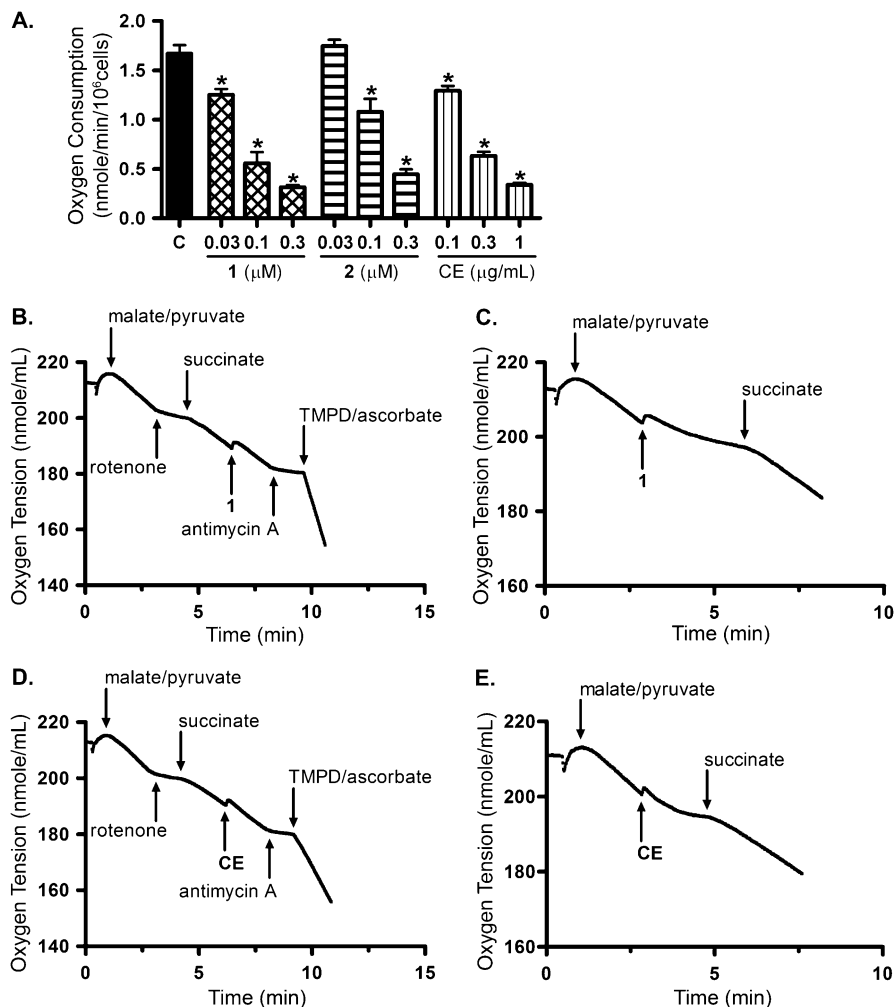 A.
Oxygen Consumption
(nmole/min/10⁶cells)
2.0
1.5
1.0
0.5
0.0
* * * * * * * *
C 0.03 0.1 0.3 0.03 0.1 0.3 0.1 0.3 1
1 (μM) 2 (μM) CE (μg/mL)
B.
Oxygen Tension (nmole/mL)
220
200
180
160
140
0 5 10 15
Time (min)
malate/pyruvate
succinate
TMPD/ascorbate
rotenone
1
antimycin A
C.
Oxygen Tension (nmole/mL)
220
200
180
160
0 5 10
Time (min)
malate/pyruvate
succinate
1
D.
Oxygen Tension (nmole/mL)
220
200
180
160
140
0 5 10 15
Time (min)
malate/pyruvate
succinate
TMPD/ascorbate
rotenone
CE
antimycin A
E.
Oxygen Tension (nmole/mL)
220
200
180
160
0 5 10
Time (min)
malate/pyruvate
succinate
CE